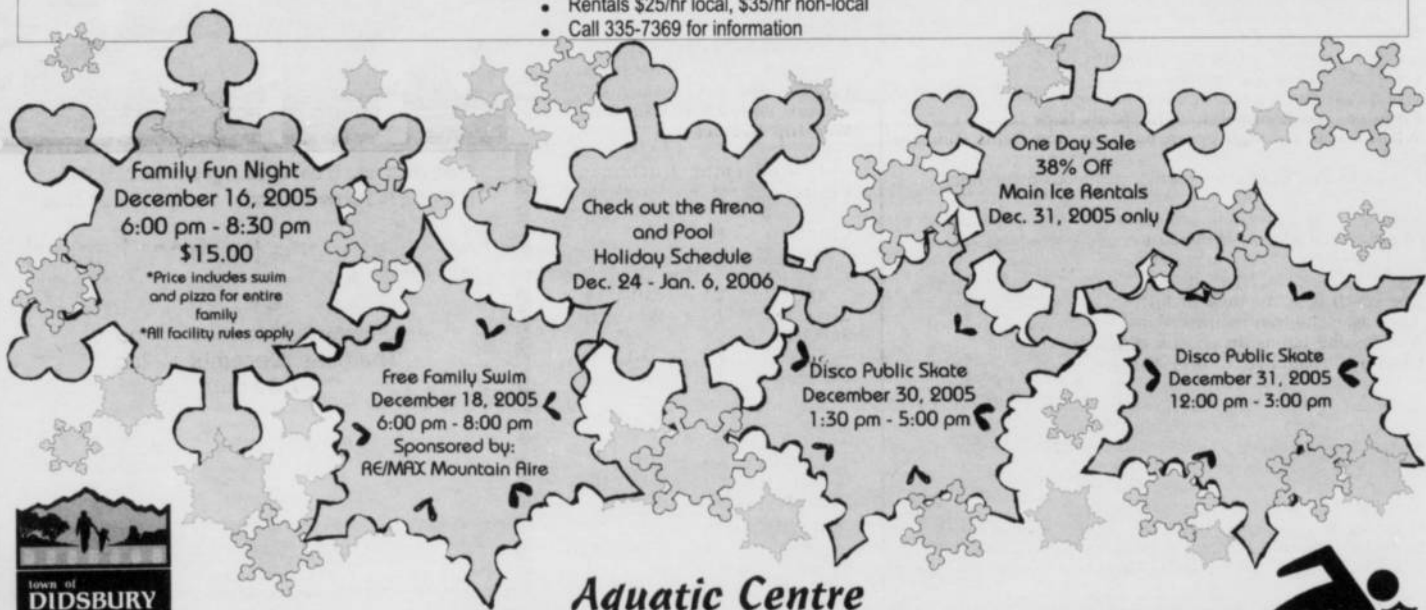 • Rentals $25/hr local, $35/hr non-local
• Call 335-7369 for information
Family Fun Night
December 16, 2005
6:00 pm - 8:30 pm
$15.00
*Price includes swim
and pizza for entire
family
*All facility rules apply
Free Family Swim
December 18, 2005
6:00 pm - 8:00 pm
Sponsored by:
RE/MAX Mountain Aire
Check out the Arena
and Pool
Holiday Schedule
Dec. 24 - Jan. 6, 2006
Disco Public Skate
December 30, 2005
1:30 pm - 5:00 pm
One Day Sale
38% Off
Main Ice Rentals
Dec. 31, 2005 only
Disco Public Skate
December 31, 2005
12:00 pm - 3:00 pm
town of
DIDSBURY
Aquatic Centre